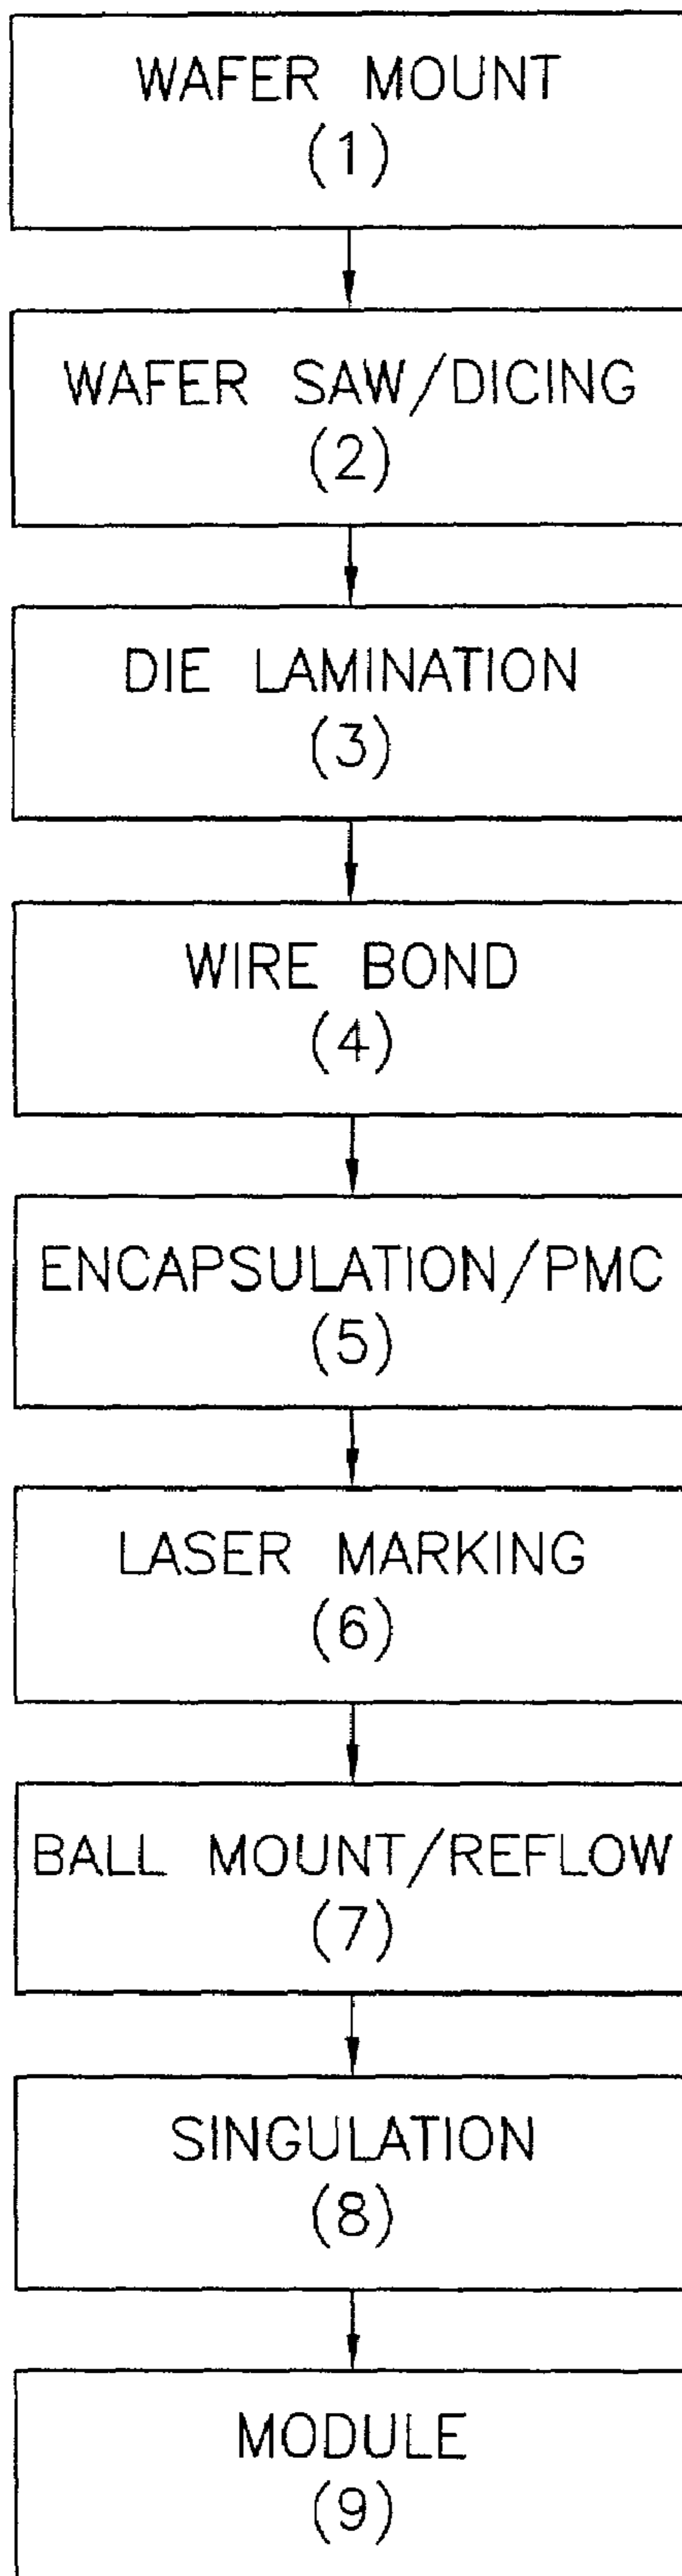 WAFER MOUNT
(1)
WAFER SAW/DICING
(2)
DIE LAMINATION
(3)
WIRE BOND
(4)
ENCAPSULATION/PMC
(5)
LASER MARKING
(6)
BALL MOUNT/REFLOW
(7)
SINGULATION
(8)
MODULE
(9)